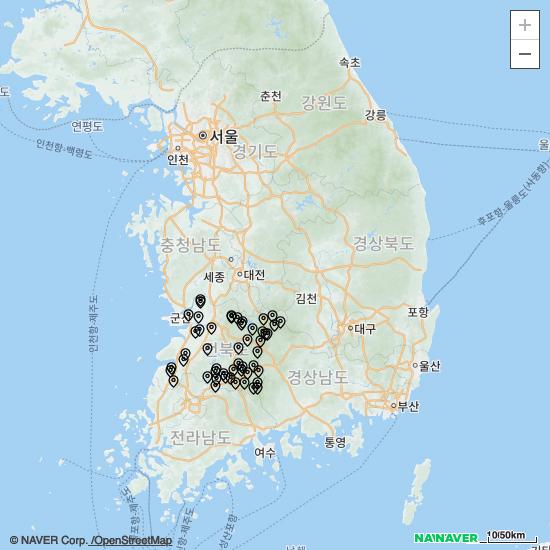 +
−
속초
춘천
강원도
강릉
연평도
서울
인천
경기도
인천항-백령도
후포항-울릉도(사동항)
충청남도
경상북도
세종
대전
김천
인천항-제주도
군산
포항
대구
전북도
울산
경상남도
부산
전라남도
통영
여수
© NAVER Corp. /OpenStreetMap
NAVER
10/50km